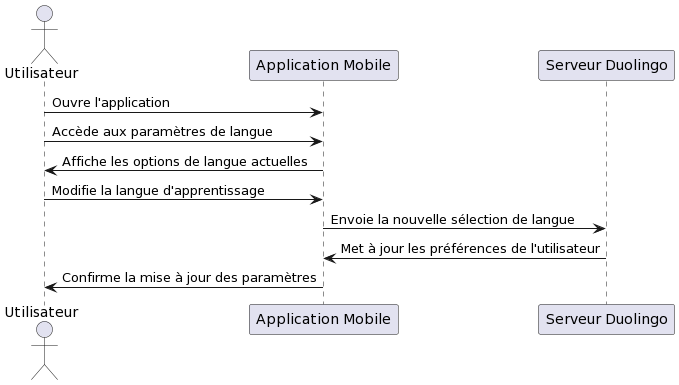 Utilisateur
Application Mobile
Serveur Duolingo
Ouvre l'application
Accède aux paramètres de langue
Affiche les options de langue actuelles
Modifie la langue d'apprentissage
Envoie la nouvelle sélection de langue
Met à jour les préférences de l'utilisateur
Confirme la mise à jour des paramètres
Utilisateur
Application Mobile
Serveur Duolingo